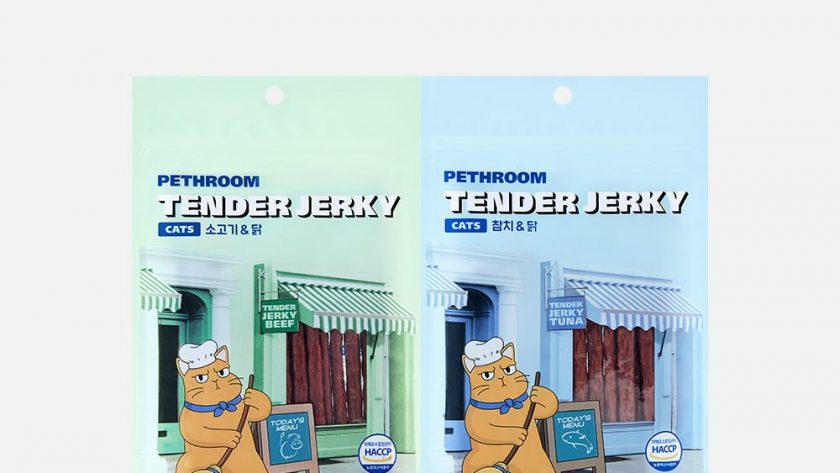 PETHROOM
TENDER JERKY
CATS 소고기 & 닭
TENDER
JERKY
BEEF
TODAY'S
MENU
HACCP
PETHROOM
TENDER JERKY
CATS 참치 & 닭
TENDER
JERKY
TUNA
TODAY'S
MENU
HACCP